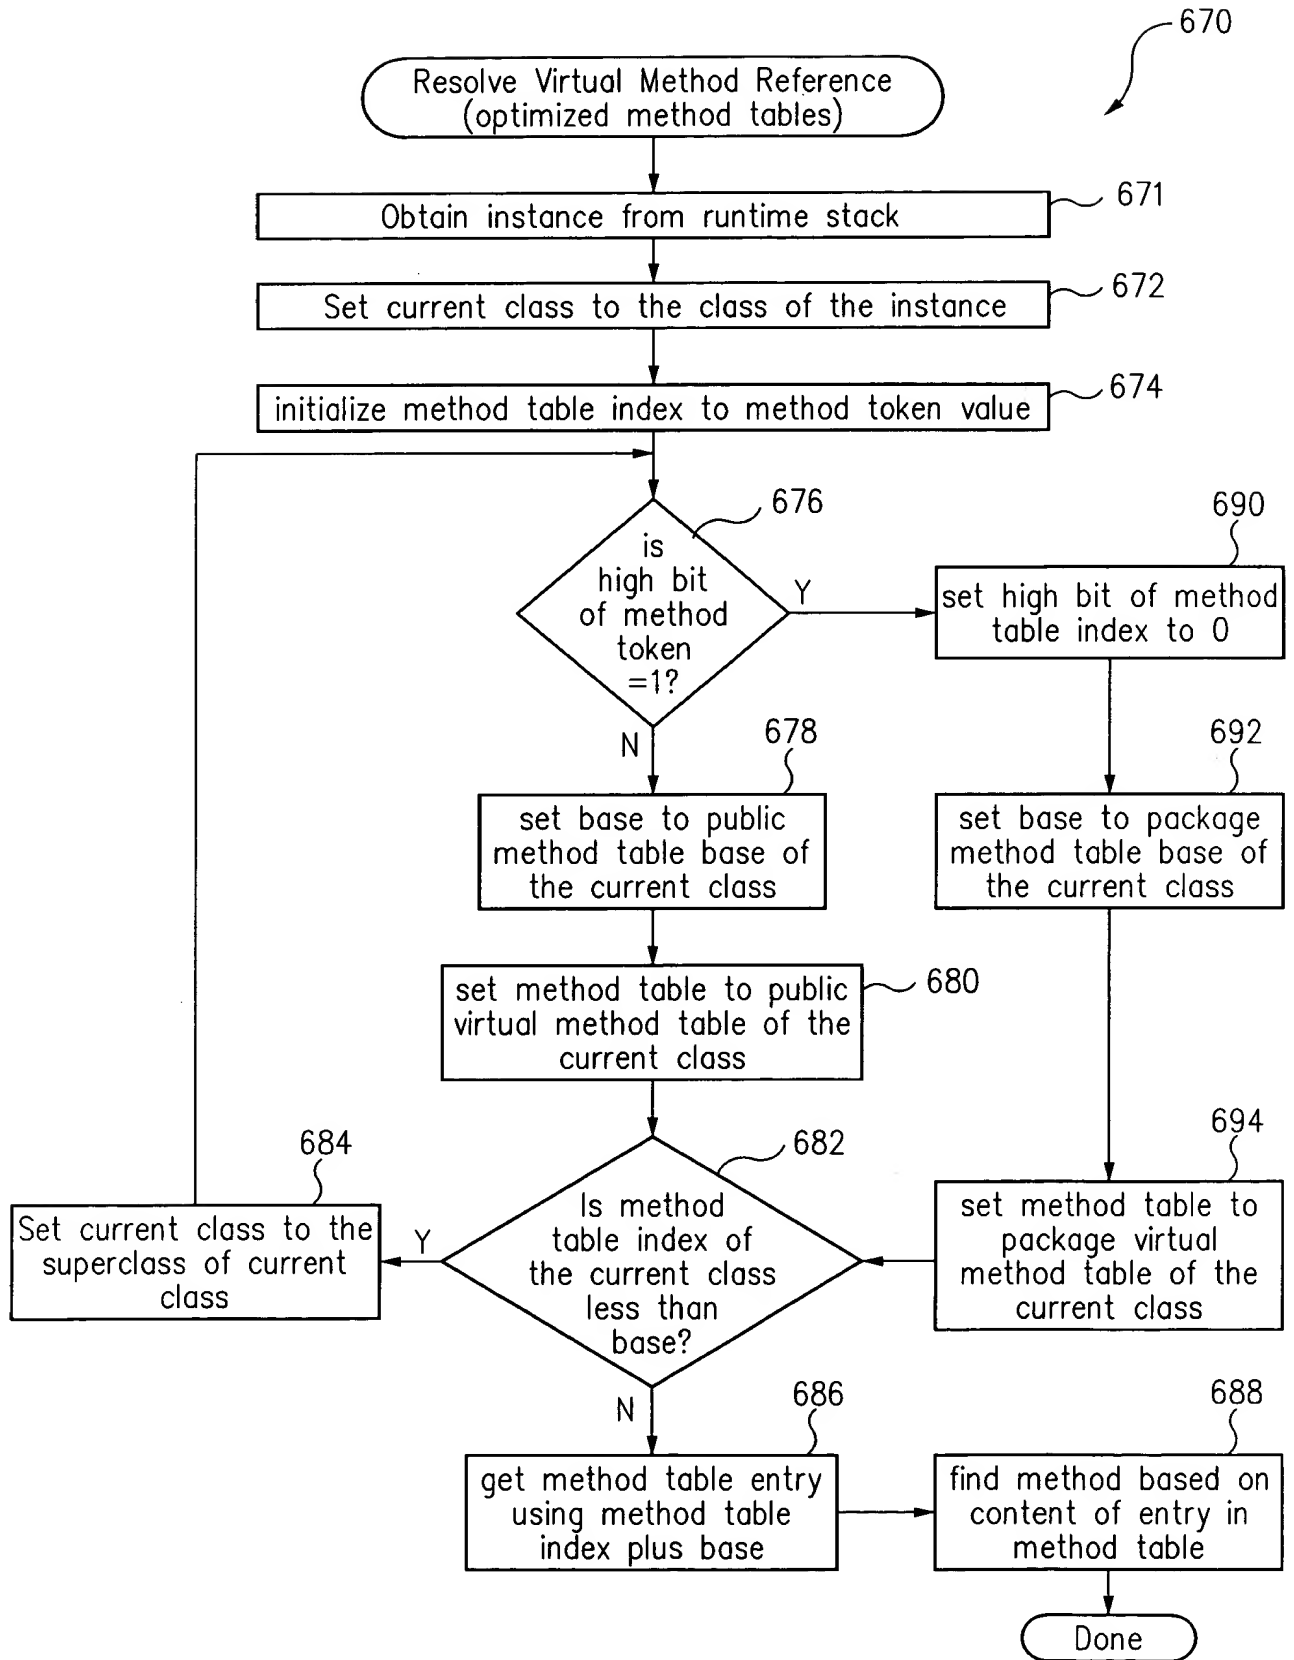 670
Resolve Virtual Method Reference
(optimized method tables)
671
Obtain instance from runtime stack
672
Set current class to the class of the instance
674
initialize method table index to method token value
676
is
high bit
of method
token
=1?
Y
N
690
set high bit of method
table index to 0
678
set base to public
method table base of
the current class
692
set base to package
method table base of
the current class
680
set method table to public
virtual method table of the
current class
682
Is method
table index of
the current class
less than
base?
Y
N
684
Set current class to the
superclass of current
class
694
set method table to
package virtual
method table of the
current class
686
get method table entry
using method table
index plus base
688
find method based on
content of entry in
method table
Done